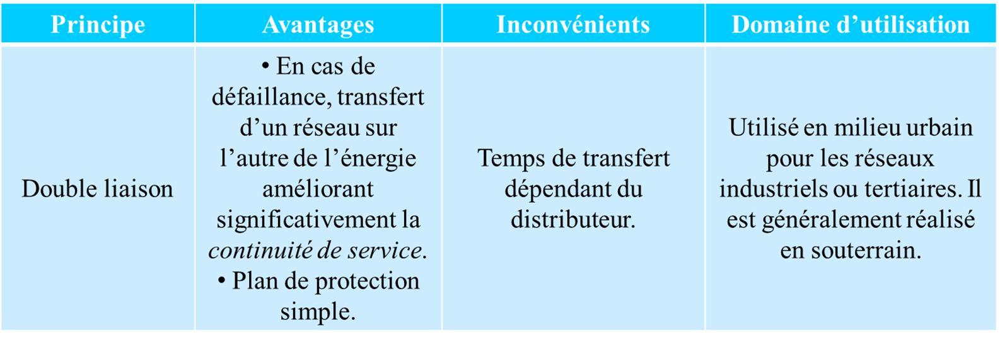 Principe
Avantages
Inconvénients
Domaine d’utilisation
Double liaison
• En cas de
défaillance, transfert
d’un réseau sur
l’autre de l’énergie
améliorant
significativement la
continuité de service.
• Plan de protection
simple.
Temps de transfert
dépendant du
distributeur.
Utilisé en milieu urbain
pour les réseaux
industriels ou tertiaires. Il
est généralement réalisé
en souterrain.